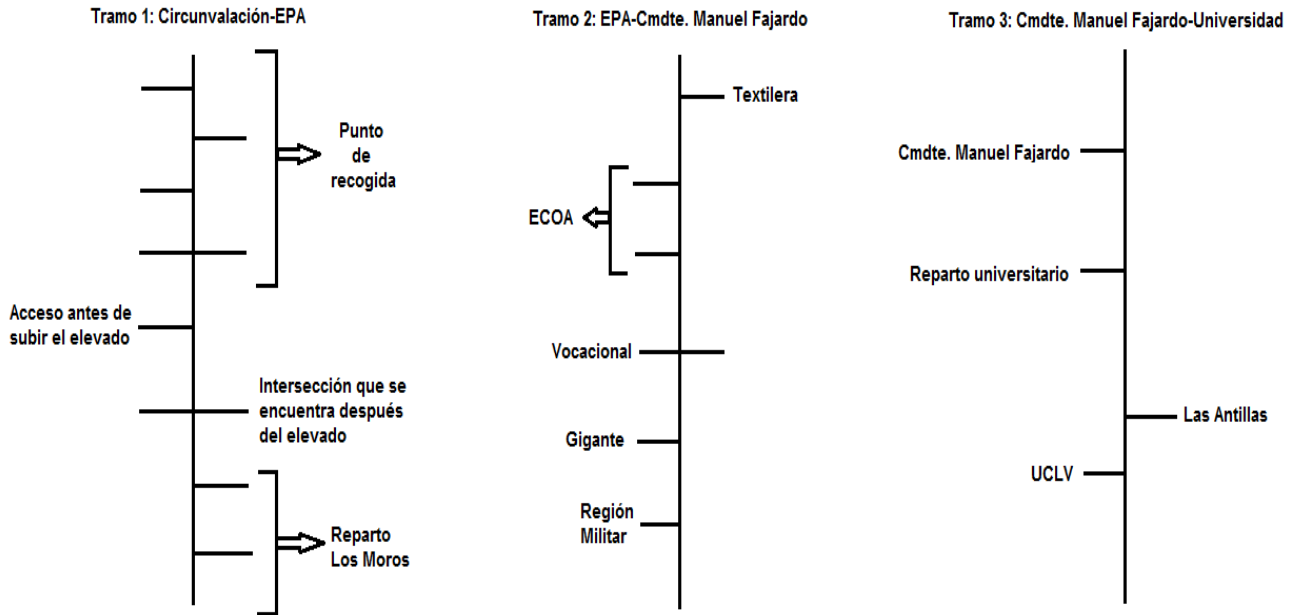 Tramo 1: Circunvalación-EPA
Punto
de
recogida
Acceso antes de
subir el elevado
Intersección que se
encuentra después
del elevado
Reparto
Los Moros
Tramo 2: EPA-Cmdte. Manuel Fajardo
Textilera
ECOA
Vocacional
Gigante
Región
Militar
Tramo 3: Cmdte. Manuel Fajardo-Universidad
Cmdte. Manuel Fajardo
Reparto universitario
Las Antillas
UCLV